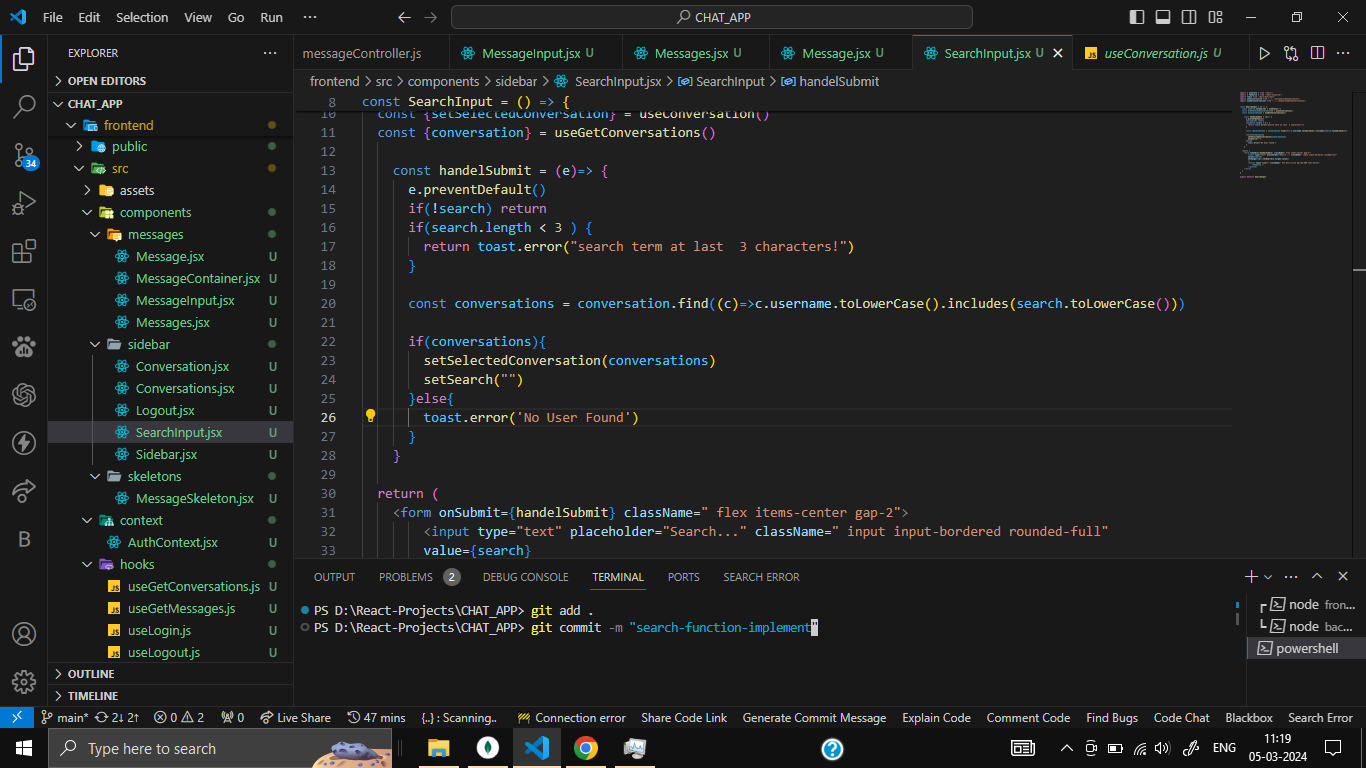 File Edit Selection View Go Run ··· CHAT_APP
EXPLORER
OPEN EDITORS
CHAT_APP
frontend
public
src
assets
components
messages
Message.jsx U
MessageContainer.jsx U
MessageInput.jsx U
Messages.jsx U
sidebar
Conversation.jsx U
Conversations.jsx U
Logout.jsx U
SearchInput.jsx U
Sidebar.jsx U
skeletons
MessageSkeleton.jsx U
context
AuthContext.jsx U
hooks
useGetConversations.js U
useGetMessages.js U
useLogin.js U
useLogout.js U
OUTLINE
TIMELINE
34
B
messageController.js MessageInput.jsx U Messages.jsx U Message.jsx U SearchInput.jsx U useConversation.js U
frontend > src > components > sidebar > SearchInput.jsx > SearchInput > handelSubmit
8 const SearchInput = () => {
10 const {setSelectedConversation} = useConversation()
11 const {conversation} = useGetConversations()
12
13 const handelSubmit = (e)=> {
14 e.preventDefault()
15 if(!search) return
16 if(search.length < 3 ) {
17 return toast.error("search term at last  3 characters!")
18 }
19
20 const conversations = conversation.find((c)=>c.username.toLowerCase().includes(search.toLowerCase()))
21
22 if(conversations){
23 setSelectedConversation(conversations)
24 setSearch("")
25 }else{
26 toast.error('No User Found')
27 }
28 }
29
30 return (
31 <form onSubmit={handelSubmit} className=" flex items-center gap-2">
32 <input type="text" placeholder="Search..." className=" input input-bordered rounded-full"
33 value={search}
OUTPUT PROBLEMS 2 DEBUG CONSOLE TERMINAL PORTS SEARCH ERROR
PS D:\React-Projects\CHAT_APP> git add .
PS D:\React-Projects\CHAT_APP> git commit -m "search-function-implement"
node fron...
node bac...
powershell
main* 2↓ 2↑ 0 2 0 Live Share 47 mins {..} : Scanning.. Connection error Share Code Link Generate Commit Message Explain Code Comment Code Find Bugs Code Chat Blackbox Search Error
Type here to search
ENG
11:19
05-03-2024